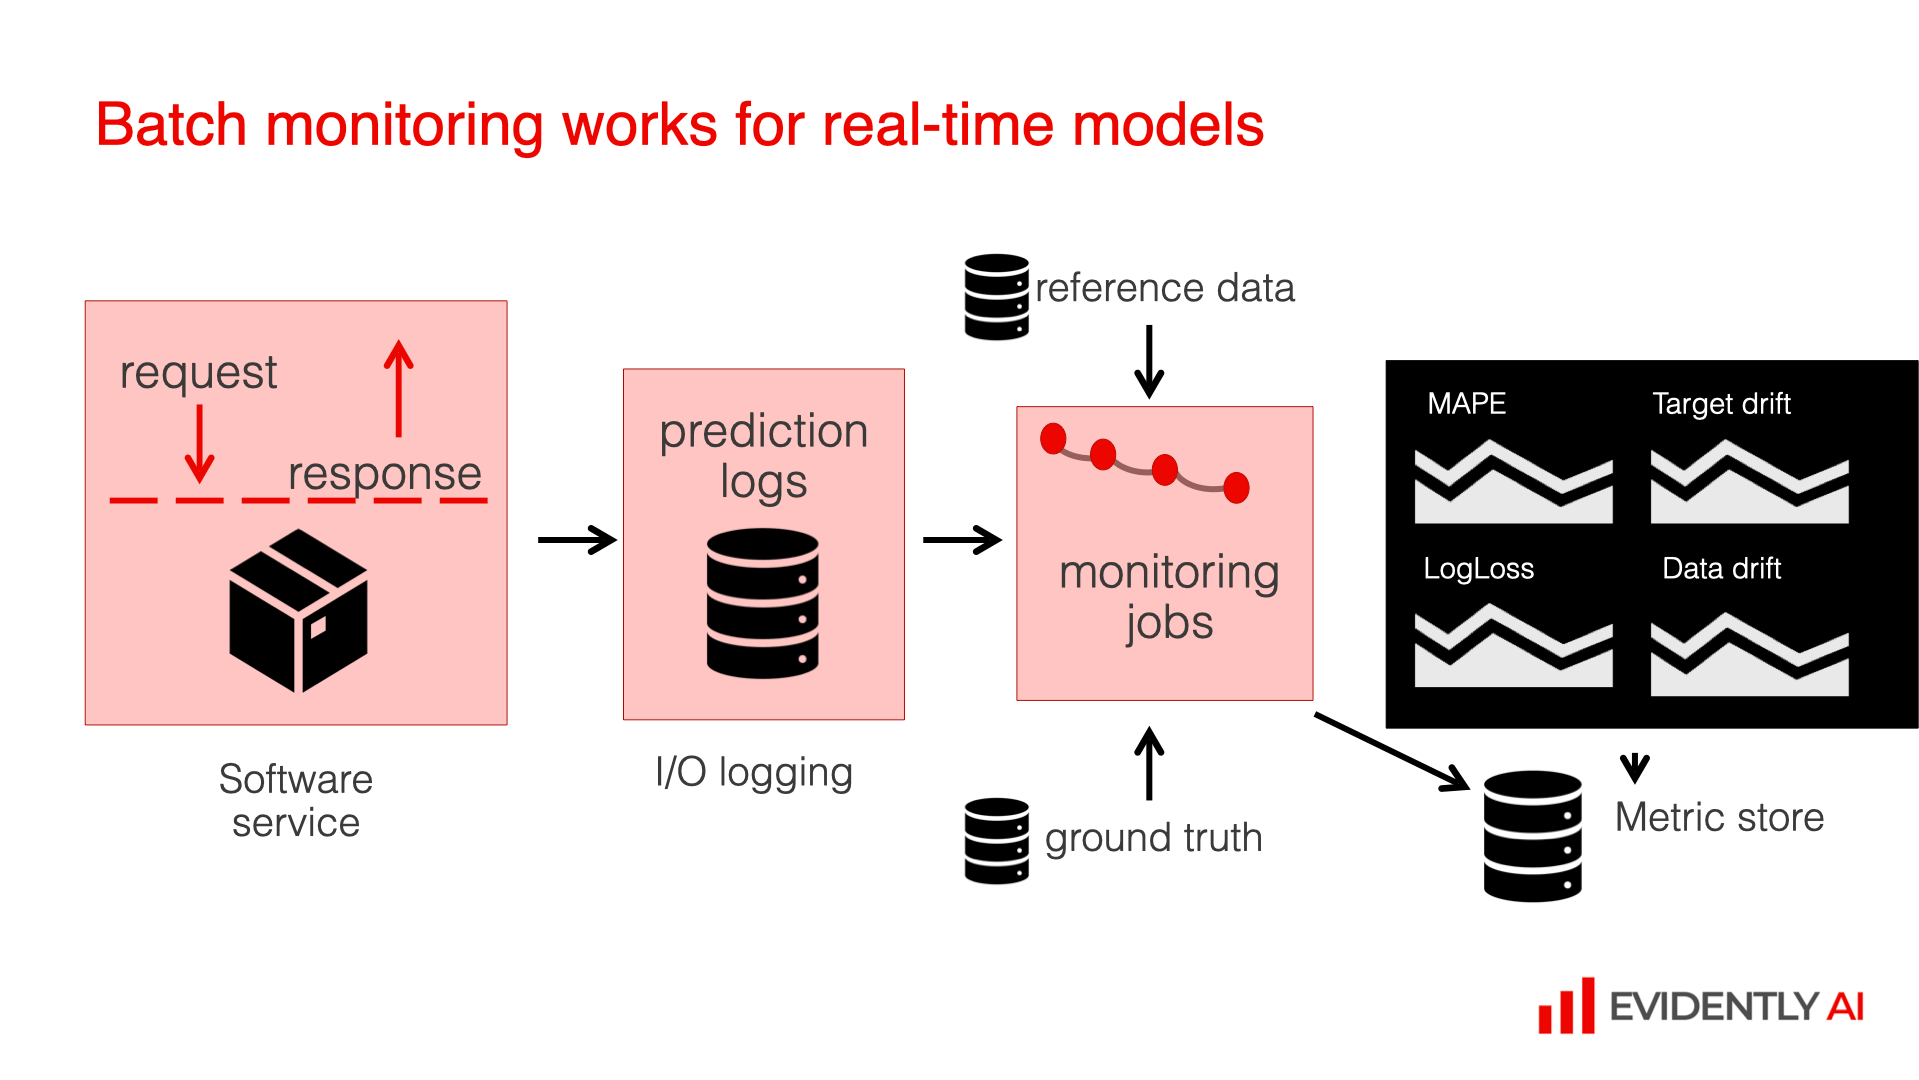 Batch monitoring works for real-time models
request
response
Software
service
prediction
logs
I/O logging
reference data
monitoring
jobs
ground truth
MAPE
Target drift
LogLoss
Data drift
Metric store
EVIDENTLY AI